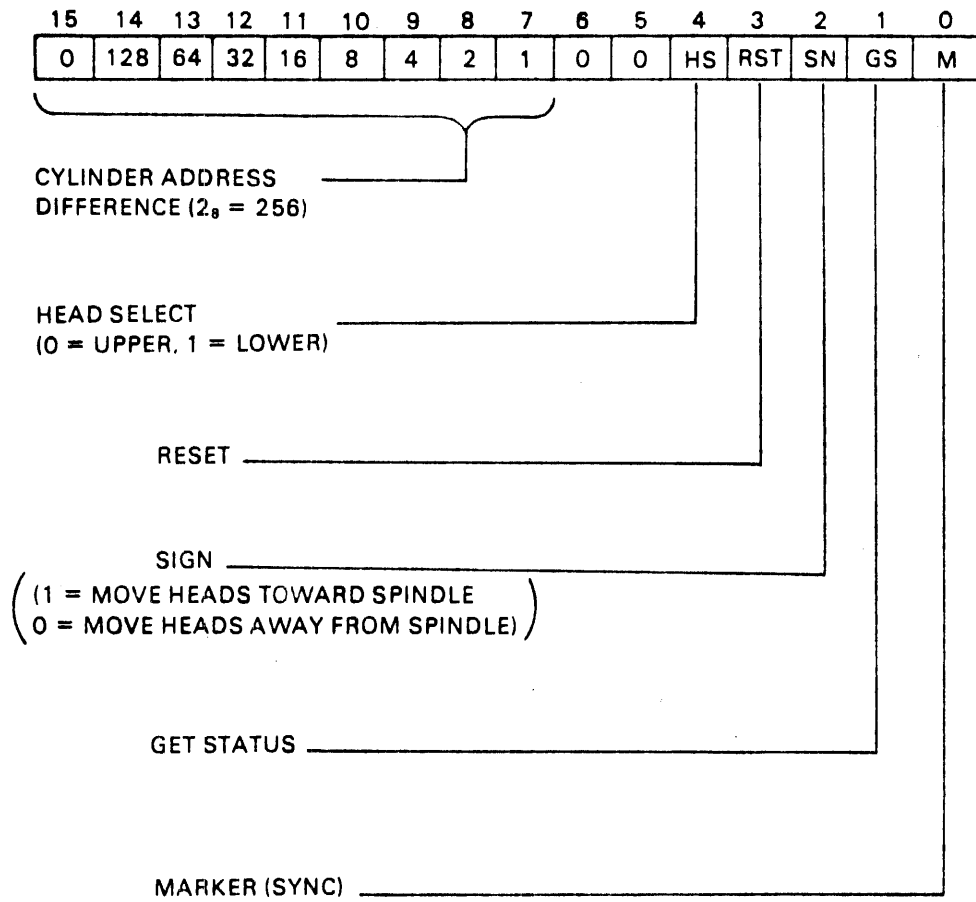 15 14 13 12 11 10 9 8 7 6 5 4 3 2 1 0
0 128 64 32 16 8 4 2 1 0 0 HS RST SN GS M
CYLINDER ADDRESS
DIFFERENCE (2₈ = 256)
HEAD SELECT
(0 = UPPER, 1 = LOWER)
RESET
SIGN
(1 = MOVE HEADS TOWARD SPINDLE
0 = MOVE HEADS AWAY FROM SPINDLE)
GET STATUS
MARKER (SYNC)